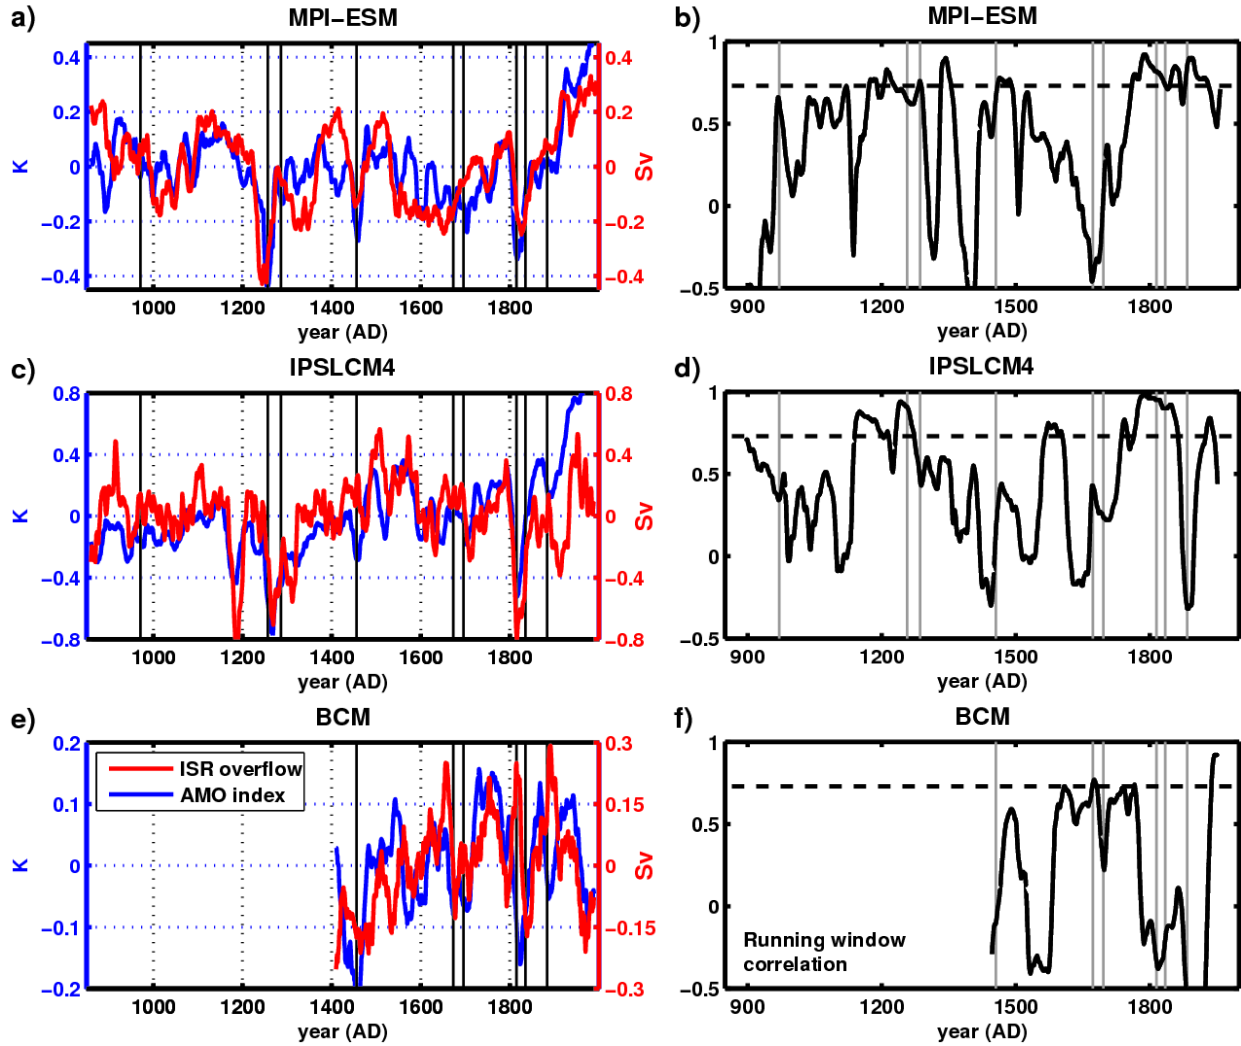 a)
MPI−ESM
0.4
0.2
0
−0.2
−0.4
K
0.4
0.2
0
−0.2
−0.4
Sv
1000 1200 1400 1600 1800
year (AD)
b)
MPI−ESM
1
0.5
0
−0.5
900 1200 1500 1800
year (AD)
c)
IPSLCM4
0.8
0.4
0
−0.4
−0.8
K
0.8
0.4
0
−0.4
−0.8
Sv
1000 1200 1400 1600 1800
year (AD)
d)
IPSLCM4
1
0.5
0
−0.5
900 1200 1500 1800
year (AD)
e)
BCM
0.2
0.1
0
−0.1
−0.2
K
ISR overflow
AMO index
0.3
0.15
0
−0.15
−0.3
Sv
1000 1200 1400 1600 1800
year (AD)
f)
BCM
1
0.5
0
−0.5
Running window
correlation
900 1200 1500 1800
year (AD)